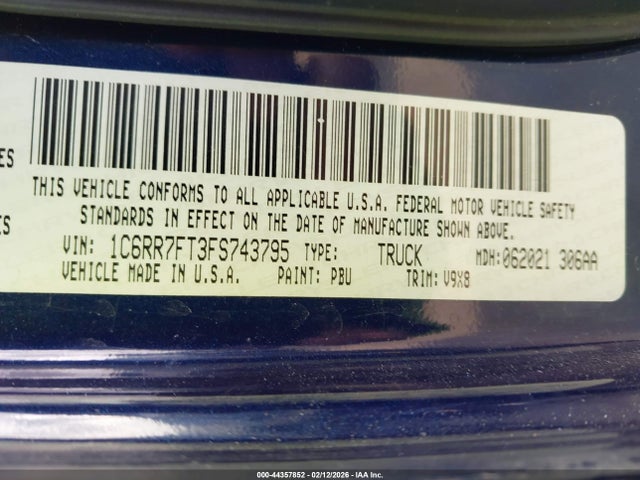 THIS VEHICLE CONFORMS TO ALL APPLICABLE U.S.A. FEDERAL MOTOR VEHICLE SAFETY
STANDARDS IN EFFECT ON THE DATE OF MANUFACTURE SHOWN ABOVE.
ES
ES
VIN: 1C6RR7FT3FS743795 TYPE: TRUCK MDH:062021 306AA
VEHICLE MADE IN U.S.A. PAINT: PBU TRIM: V9X8
000-44357852 - 02/12/2026 - IAA Inc.